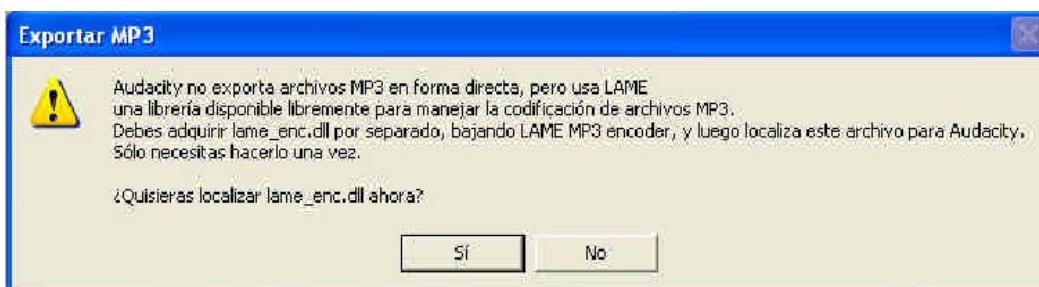 Exportar MP3
Audacity no exporta archivos MP3 en forma directa, pero usa LAME
una librería disponible libremente para manejar la codificación de archivos MP3.
Debes adquirir lame_enc.dll por separado, bajando LAME MP3 encoder, y luego localiza este archivo para Audacity.
Sólo necesitas hacerlo una vez.
¿Quisieras localizar lame_enc.dll ahora?
Sí
No